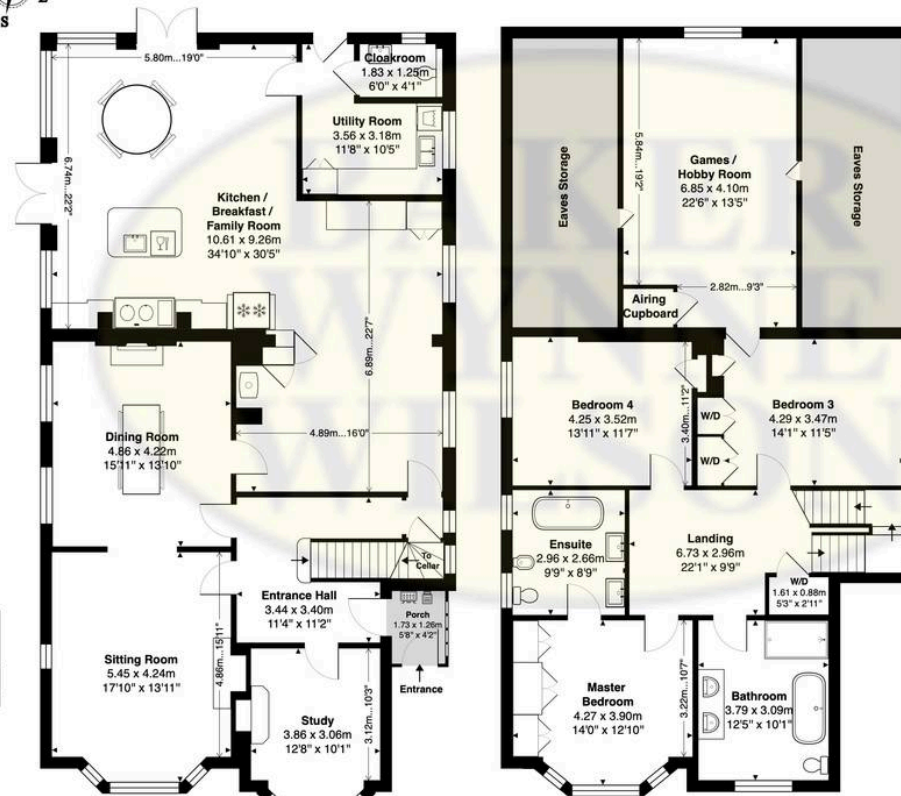 S
5.80m...19'0"
6.74m...22'2"
Cloakroom
1.83 x 1.25m
6'0" x 4'1"
Utility Room
3.56 x 3.18m
11'8" x 10'5"
Kitchen /
Breakfast /
Family Room
10.61 x 9.26m
34'10" x 30'5"
6.89m...22'7"
4.89m...16'0"
Dining Room
4.86 x 4.22m
15'11" x 13'10"
To
Cellar
Entrance Hall
3.44 x 3.40m
11'4" x 11'2"
Porch
1.73 x 1.26m
5'8" x 4'2"
Entrance
Sitting Room
5.45 x 4.24m
17'10" x 13'11"
4.86m...15'11"
Study
3.86 x 3.06m
12'8" x 10'1"
3.12m...10'3"
Eaves Storage
5.84m...19'2"
Games /
Hobby Room
6.85 x 4.10m
22'6" x 13'5"
Eaves Storage
2.82m...9'3"
Airing
Cupboard
Bedroom 4
4.25 x 3.52m
13'11" x 11'7"
3.40m...11'2"
W/D
W/D
Bedroom 3
4.29 x 3.47m
14'1" x 11'5"
Ensuite
2.96 x 2.66m
9'9" x 8'9"
Landing
6.73 x 2.96m
22'1" x 9'9"
W/D
1.61 x 0.88m
5'3" x 2'11"
Master
Bedroom
4.27 x 3.90m
14'0" x 12'10"
3.22m...10'7"
Bathroom
3.79 x 3.09m
12'5" x 10'1"
BAKER
WYNNE
WILSON